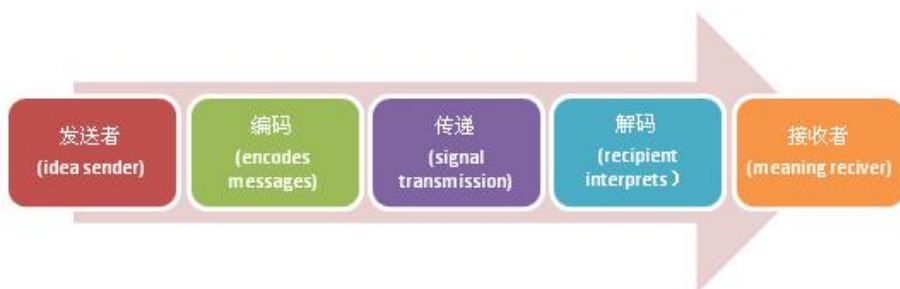 发送者
(idea sender)
编码
(encodes
messages)
传递
(signal
transmission)
解码
(recipient
interprets )
接收者
(meaning reciver)